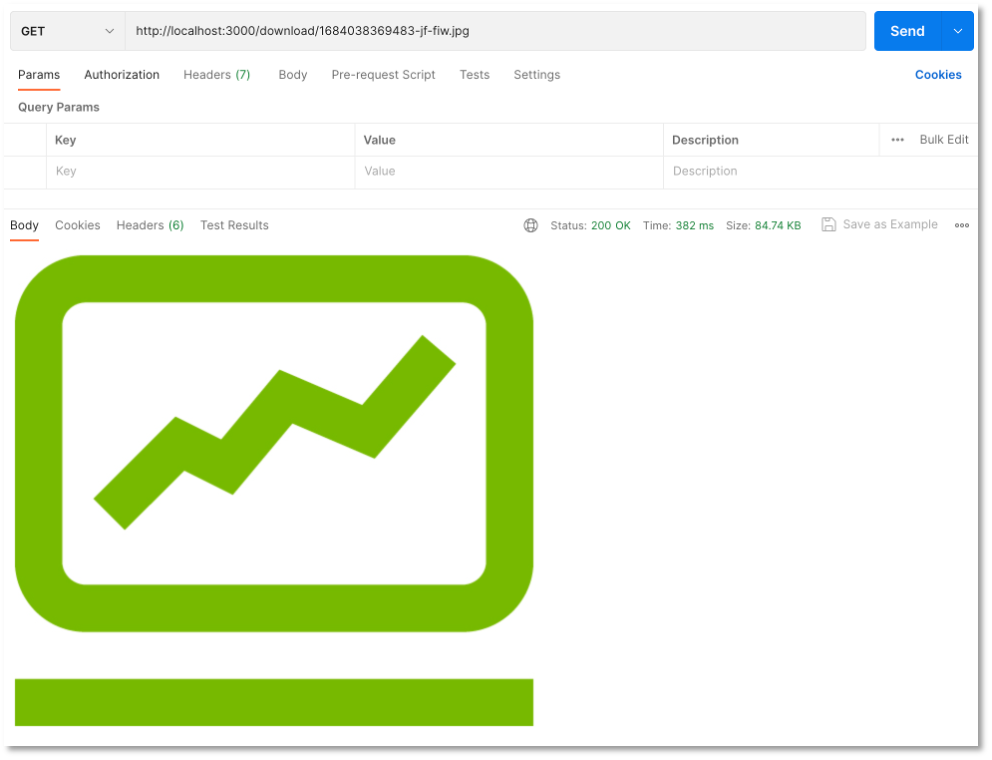 GET http://localhost:3000/download/1684038369483-jf-fiw.jpg Send
Params Authorization Headers (7) Body Pre-request Script Tests Settings Cookies
Query Params
Key Value Description ••• Bulk Edit
Key Value Description
Body Cookies Headers (6) Test Results Status: 200 OK Time: 382 ms Size: 84.74 KB Save as Example